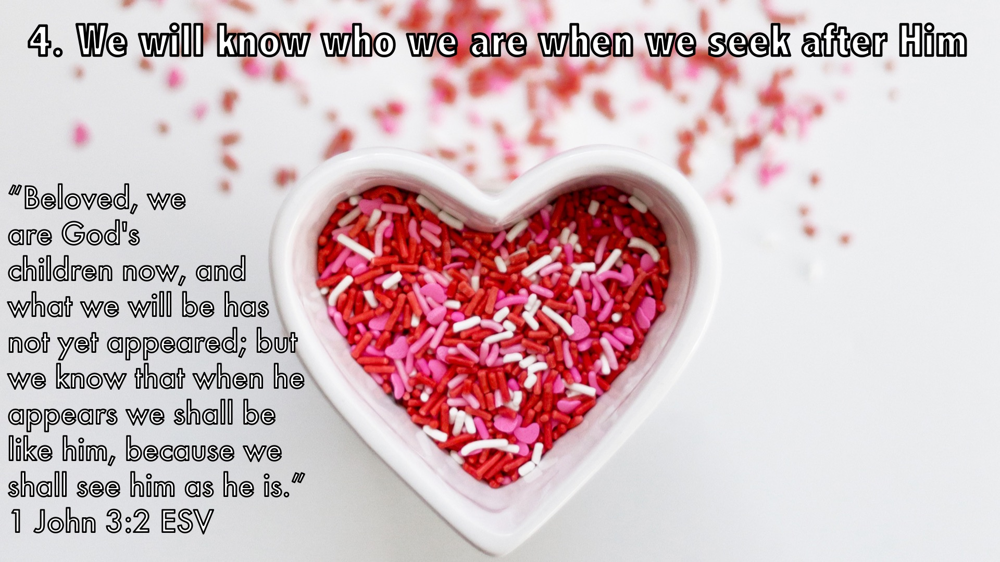 4. We will know who we are when we seek after Him
“Beloved, we
are God's
children now, and
what we will be has
not yet appeared; but
we know that when he
appears we shall be
like him, because we
shall see him as he is.”
1 John 3:2 ESV